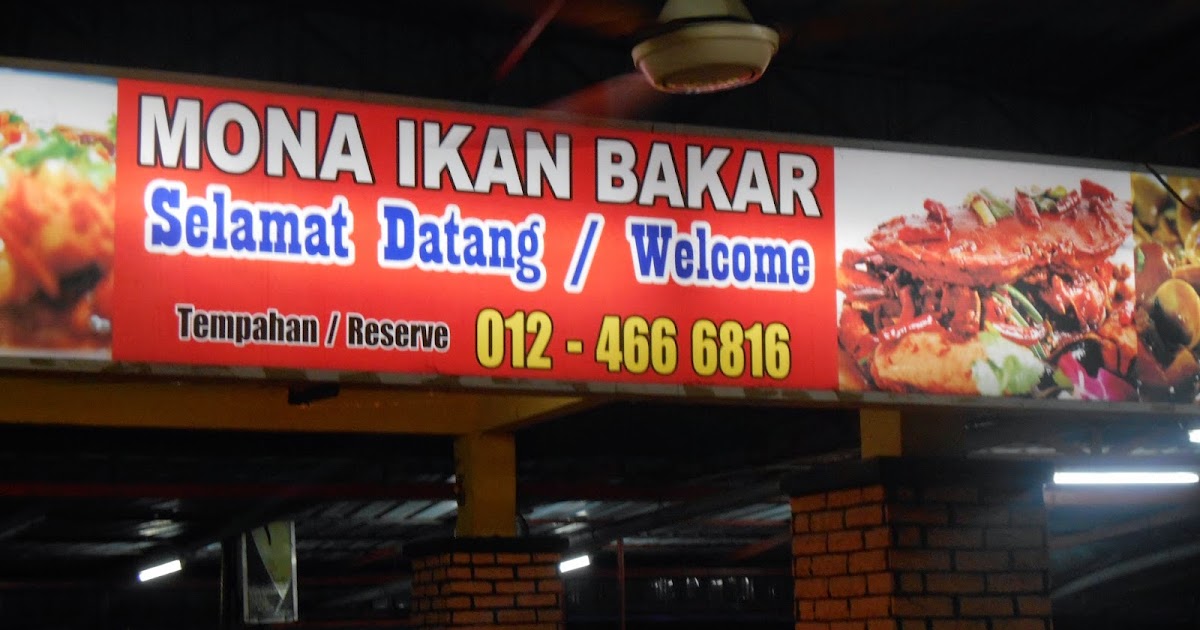 MONA IKAN BAKAR
Selamat Datang / Welcome
Tempahan / Reserve 012 - 466 6816